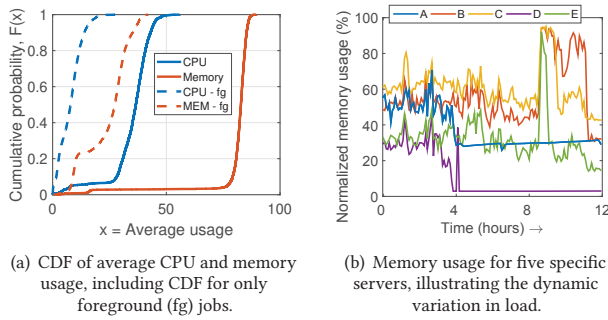 Cumulative probability, F(x)
1
0.8
0.6
0.4
0.2
0
CPU
Memory
CPU - fg
MEM - fg
0
50
100
x = Average usage
(a) CDF of average CPU and memory
usage, including CDF for only
foreground (fg) jobs.
A B C D E
Normalized memory usage (%)
100
80
60
40
20
0
0
4
8
12
Time (hours) →
(b) Memory usage for five specific
servers, illustrating the dynamic
variation in load.